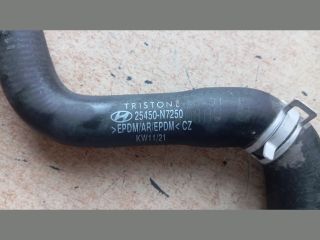 TRISTONE
25450-N7250
>EPDM/AR/EPDM< CZ
KW11/21